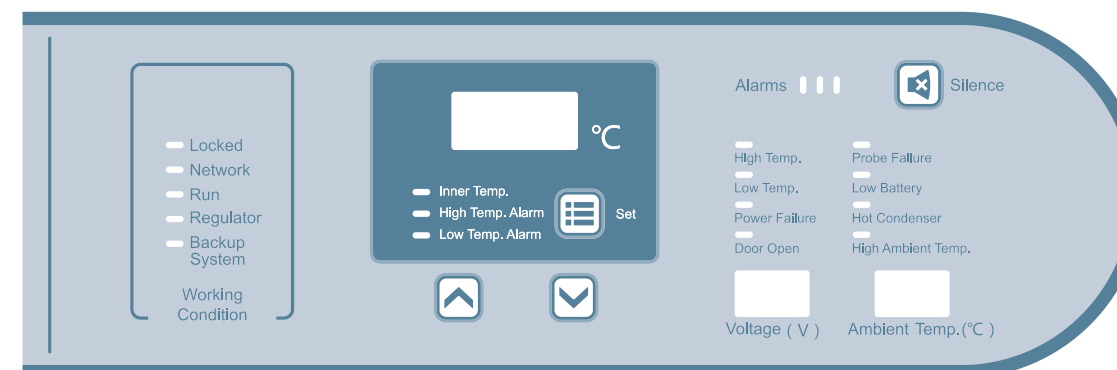 Locked
Network
Run
Regulator
Backup
System
Working
Condition
°C
Inner Temp.
High Temp. Alarm
Low Temp. Alarm
Set
Alarms
Silence
HIgh Temp.
Probe FaIlure
Low Temp.
Low Battery
Power Failure
Hot Condenser
Door Open
High Ambient Temp.
Voltage ( V )
Ambient Temp.(°C )